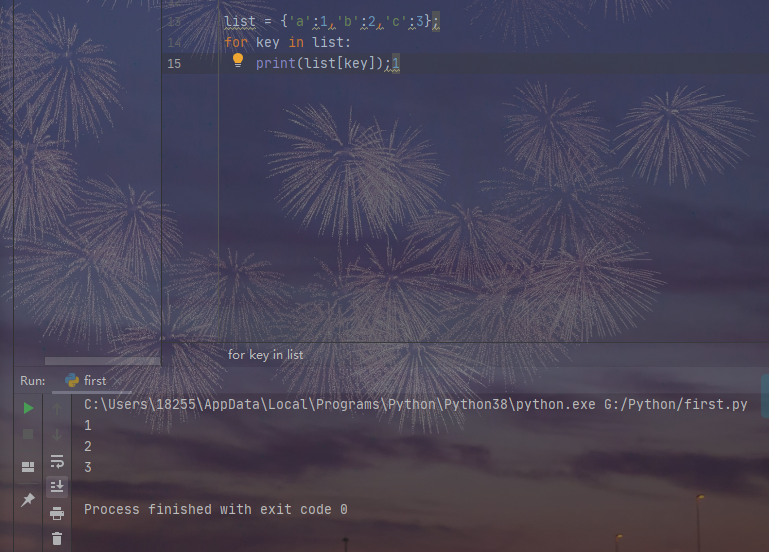 13 list = {'a':1,'b':2,'c':3};
14 for key in list:
15 print(list[key]);1
for key in list
Run: first
C:\Users\18255\AppData\Local\Programs\Python\Python38\python.exe G:/Python/first.py
1
2
3
Process finished with exit code 0